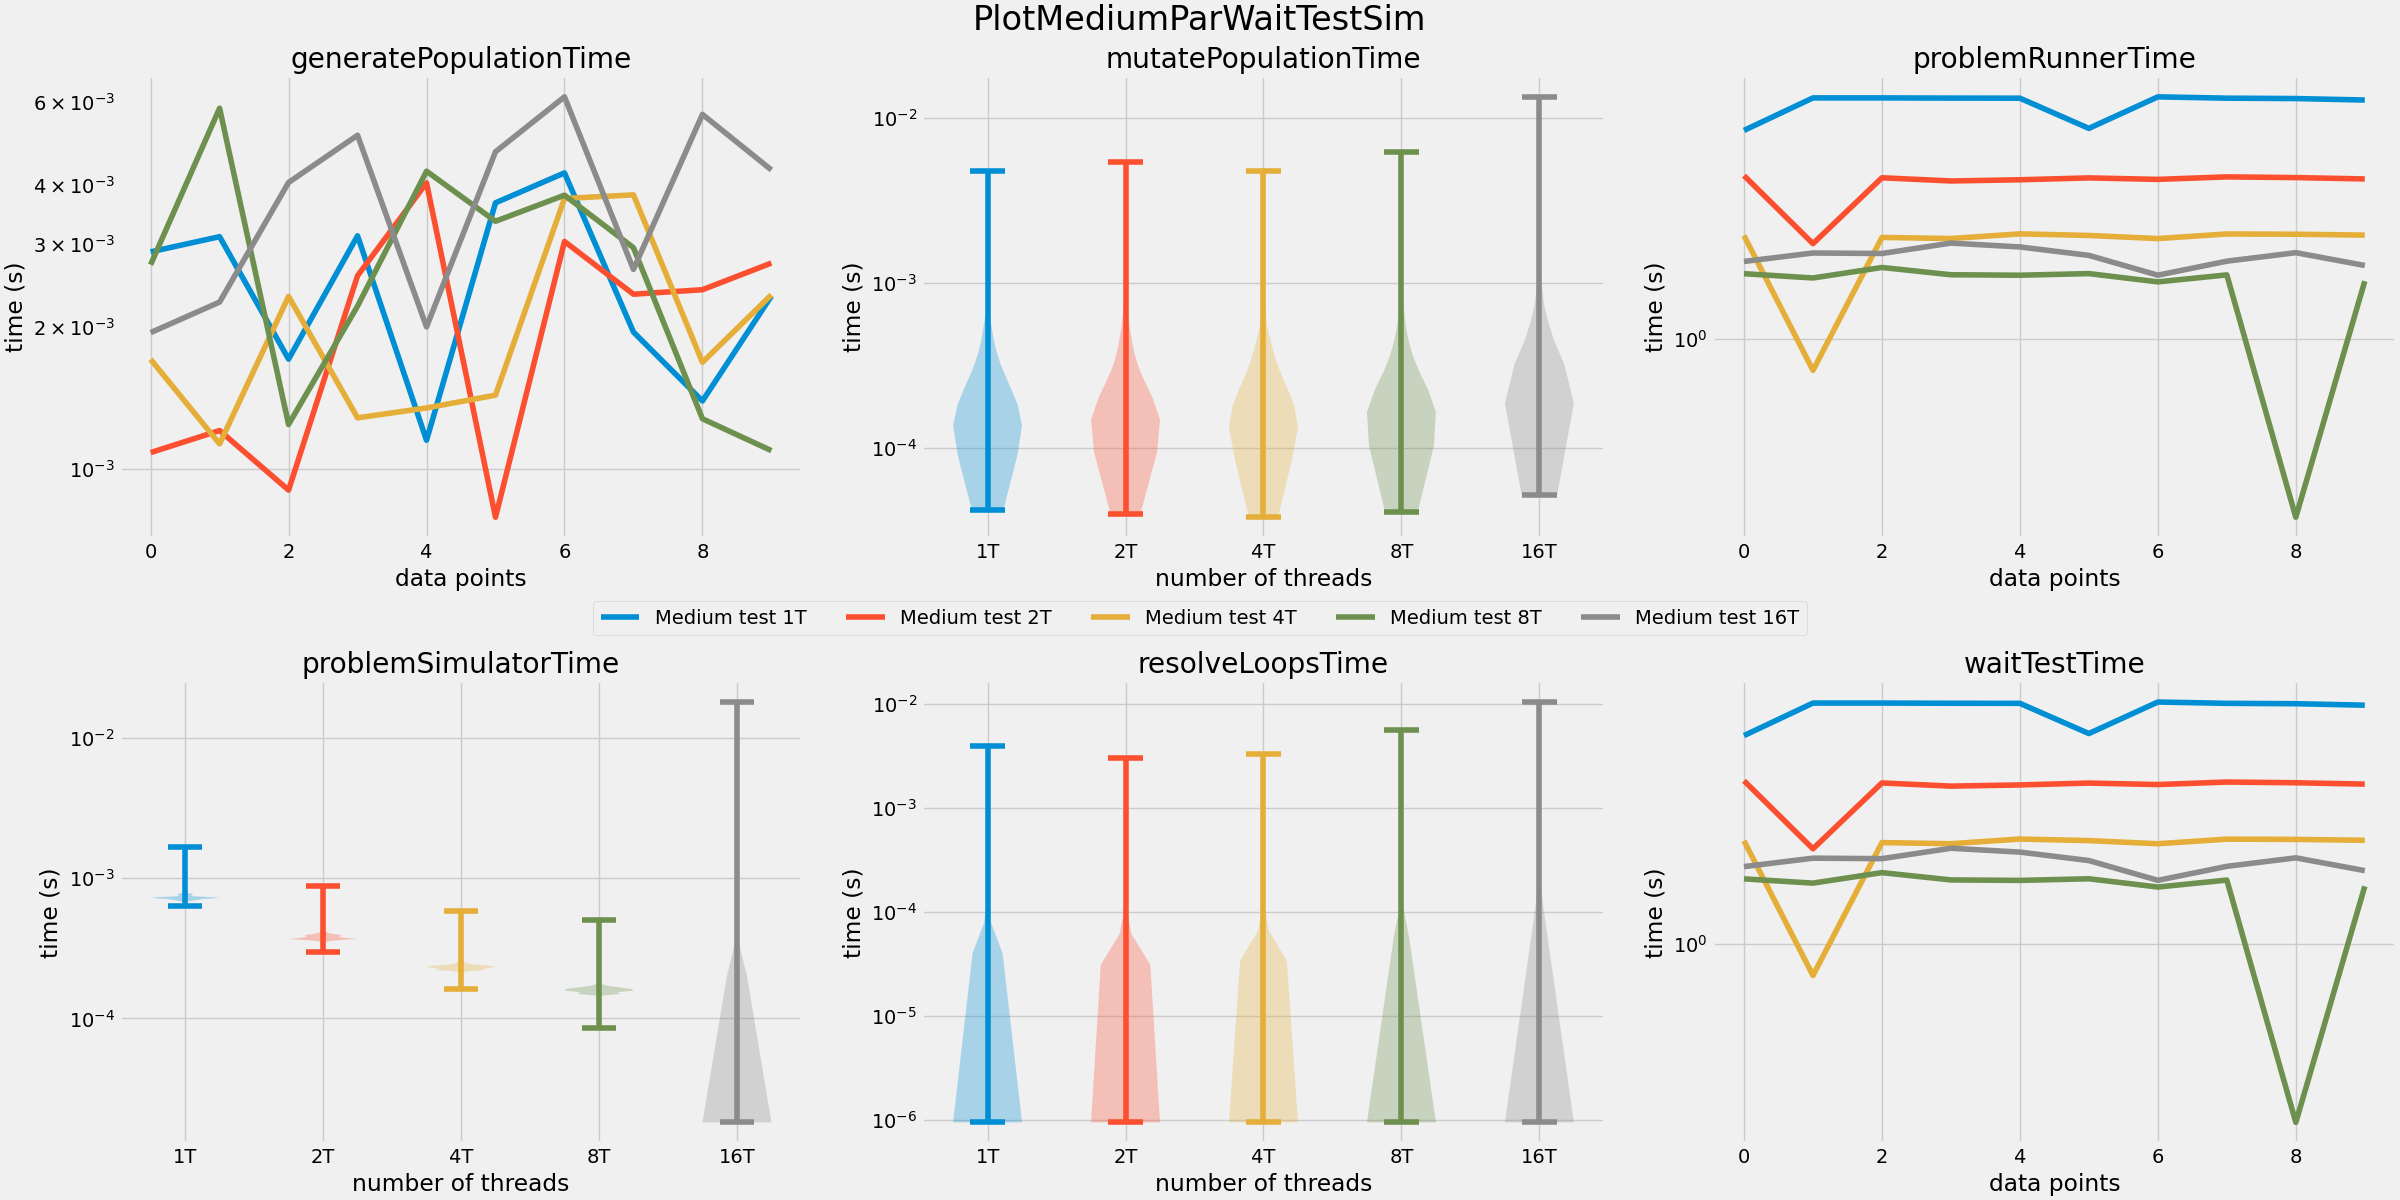 PlotMediumParWaitTestSim
generatePopulationTime
time (s)
6 × 10⁻³
4 × 10⁻³
3 × 10⁻³
2 × 10⁻³
10⁻³
0 2 4 6 8
data points
mutatePopulationTime
time (s)
10⁻²
10⁻³
10⁻⁴
1T 2T 4T 8T 16T
number of threads
problemRunnerTime
time (s)
10⁰
0 2 4 6 8
data points
Medium test 1T Medium test 2T Medium test 4T Medium test 8T Medium test 16T
problemSimulatorTime
time (s)
10⁻²
10⁻³
10⁻⁴
1T 2T 4T 8T 16T
number of threads
resolveLoopsTime
time (s)
10⁻²
10⁻³
10⁻⁴
10⁻⁵
10⁻⁶
1T 2T 4T 8T 16T
number of threads
waitTestTime
time (s)
10⁰
0 2 4 6 8
data points